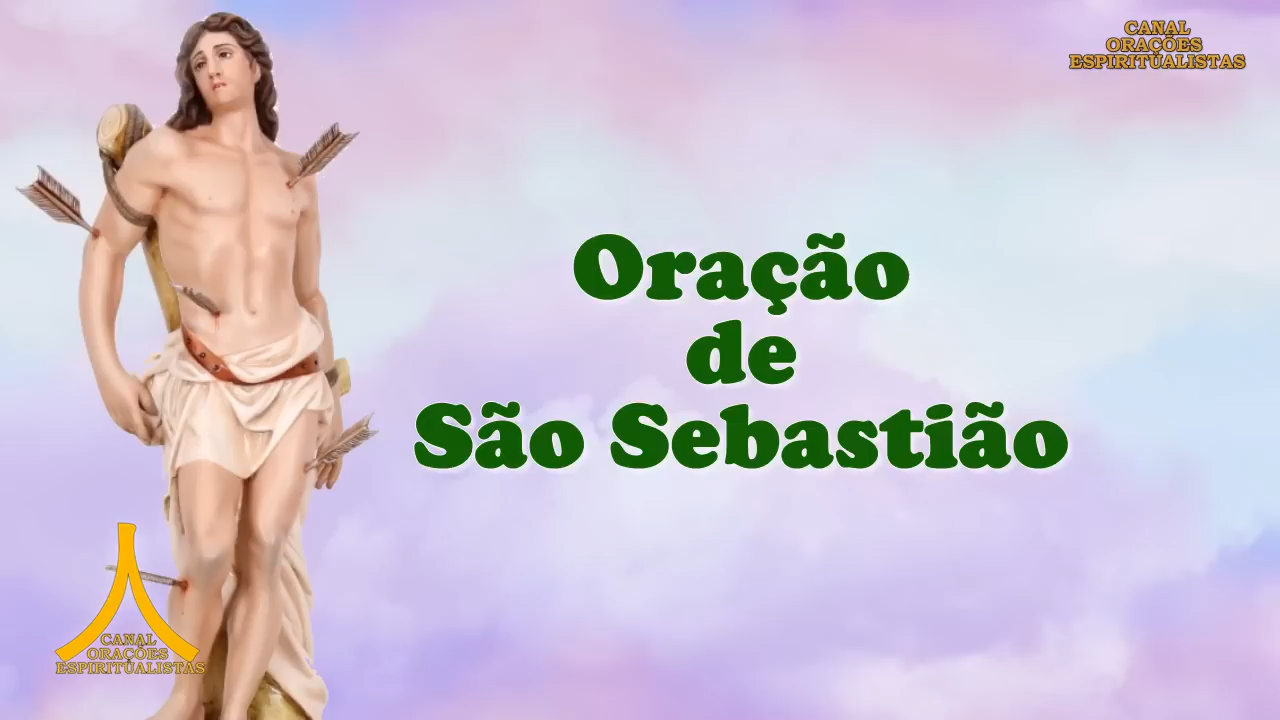 CANAL
ORAÇÕES
ESPIRITUALISTAS
Oração
de
São Sebastião
CANAL
ORAÇÕES
ESPIRITUALISTAS